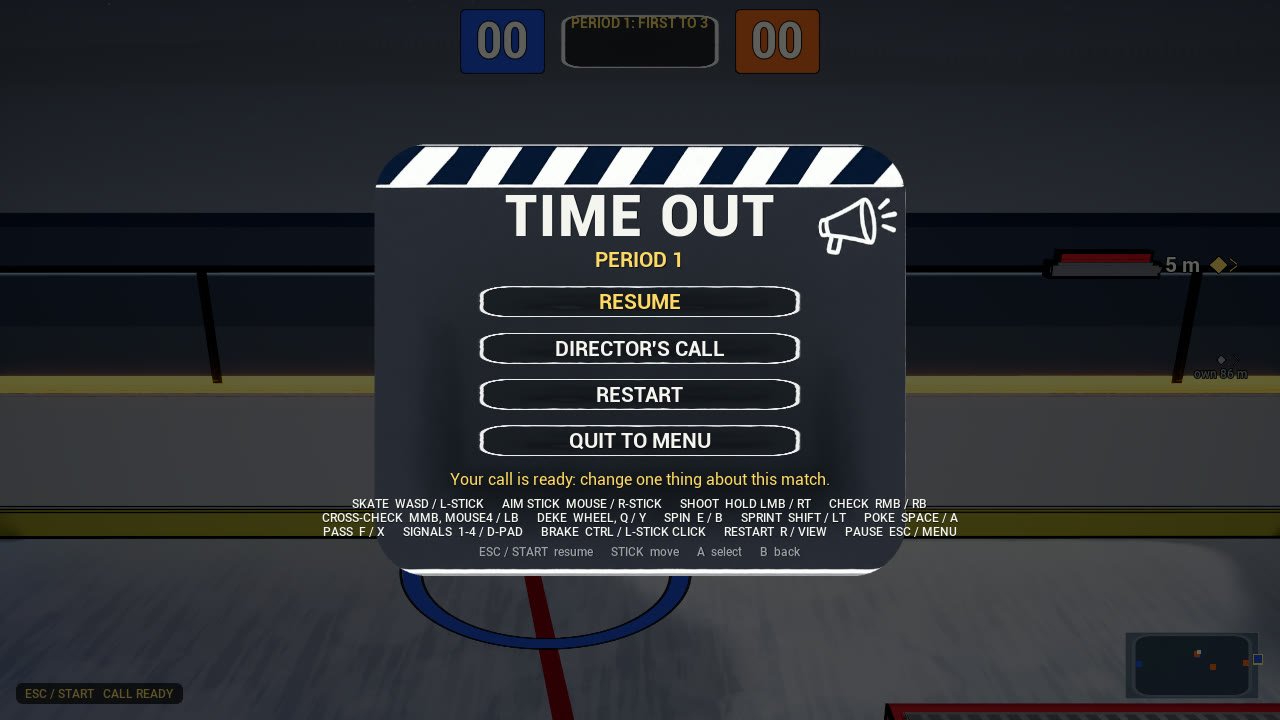 00
PERIOD 1: FIRST TO 3
00
TIME OUT
PERIOD 1
5 m
RESUME
DIRECTOR'S CALL
own 86 m
RESTART
QUIT TO MENU
Your call is ready: change one thing about this match.
SKATE WASD / L-STICK AIM STICK MOUSE / R-STICK SHOOT HOLD LMB / RT CHECK RMB / RB
CROSS-CHECK MMB, MOUSE4 / LB DEKE WHEEL, Q / Y SPIN E / B SPRINT SHIFT / LT POKE SPACE / A
PASS F / X SIGNALS 1-4 / D-PAD BRAKE CTRL / L-STICK CLICK RESTART R / VIEW PAUSE ESC / MENU
ESC / START resume STICK move A select B back
ESC / START CALL READY